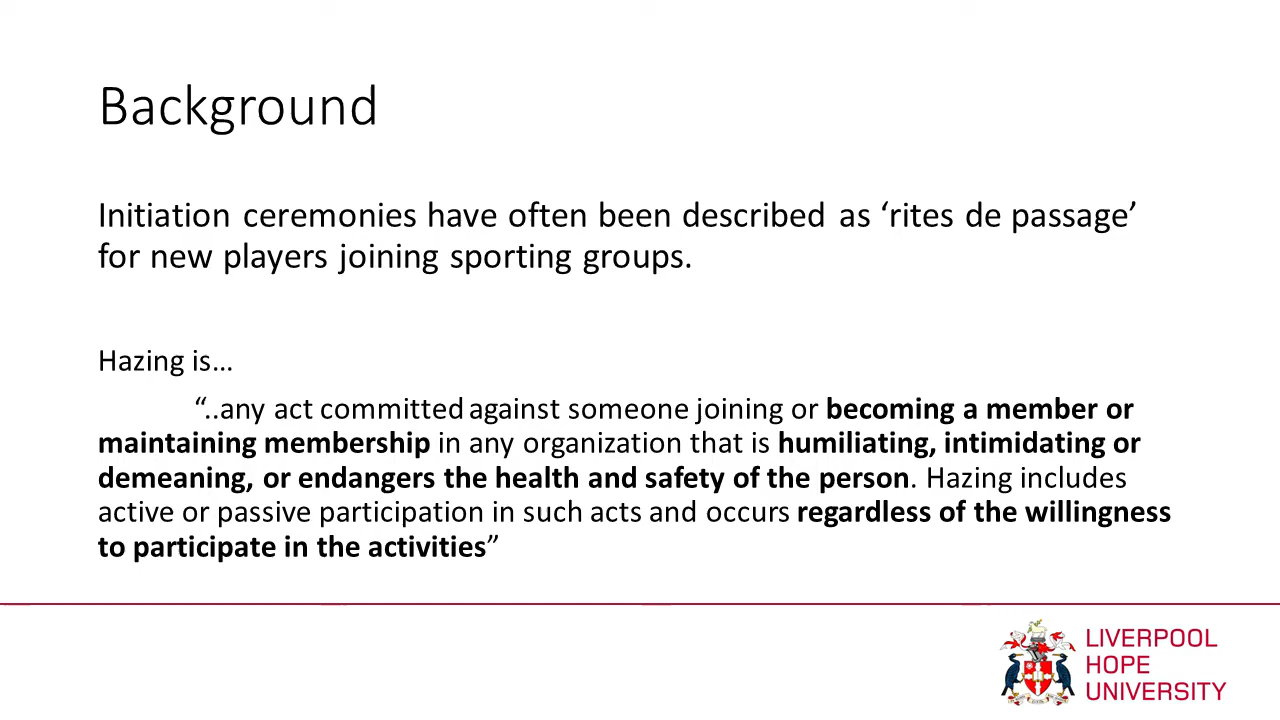 Background
Initiation ceremonies have often been described as ‘rites de passage’
for new players joining sporting groups.
Hazing is…
“..any act committed against someone joining or becoming a member or
maintaining membership in any organization that is humiliating, intimidating or
demeaning, or endangers the health and safety of the person. Hazing includes
active or passive participation in such acts and occurs regardless of the willingness
to participate in the activities”
LIVERPOOL
HOPE
UNIVERSITY